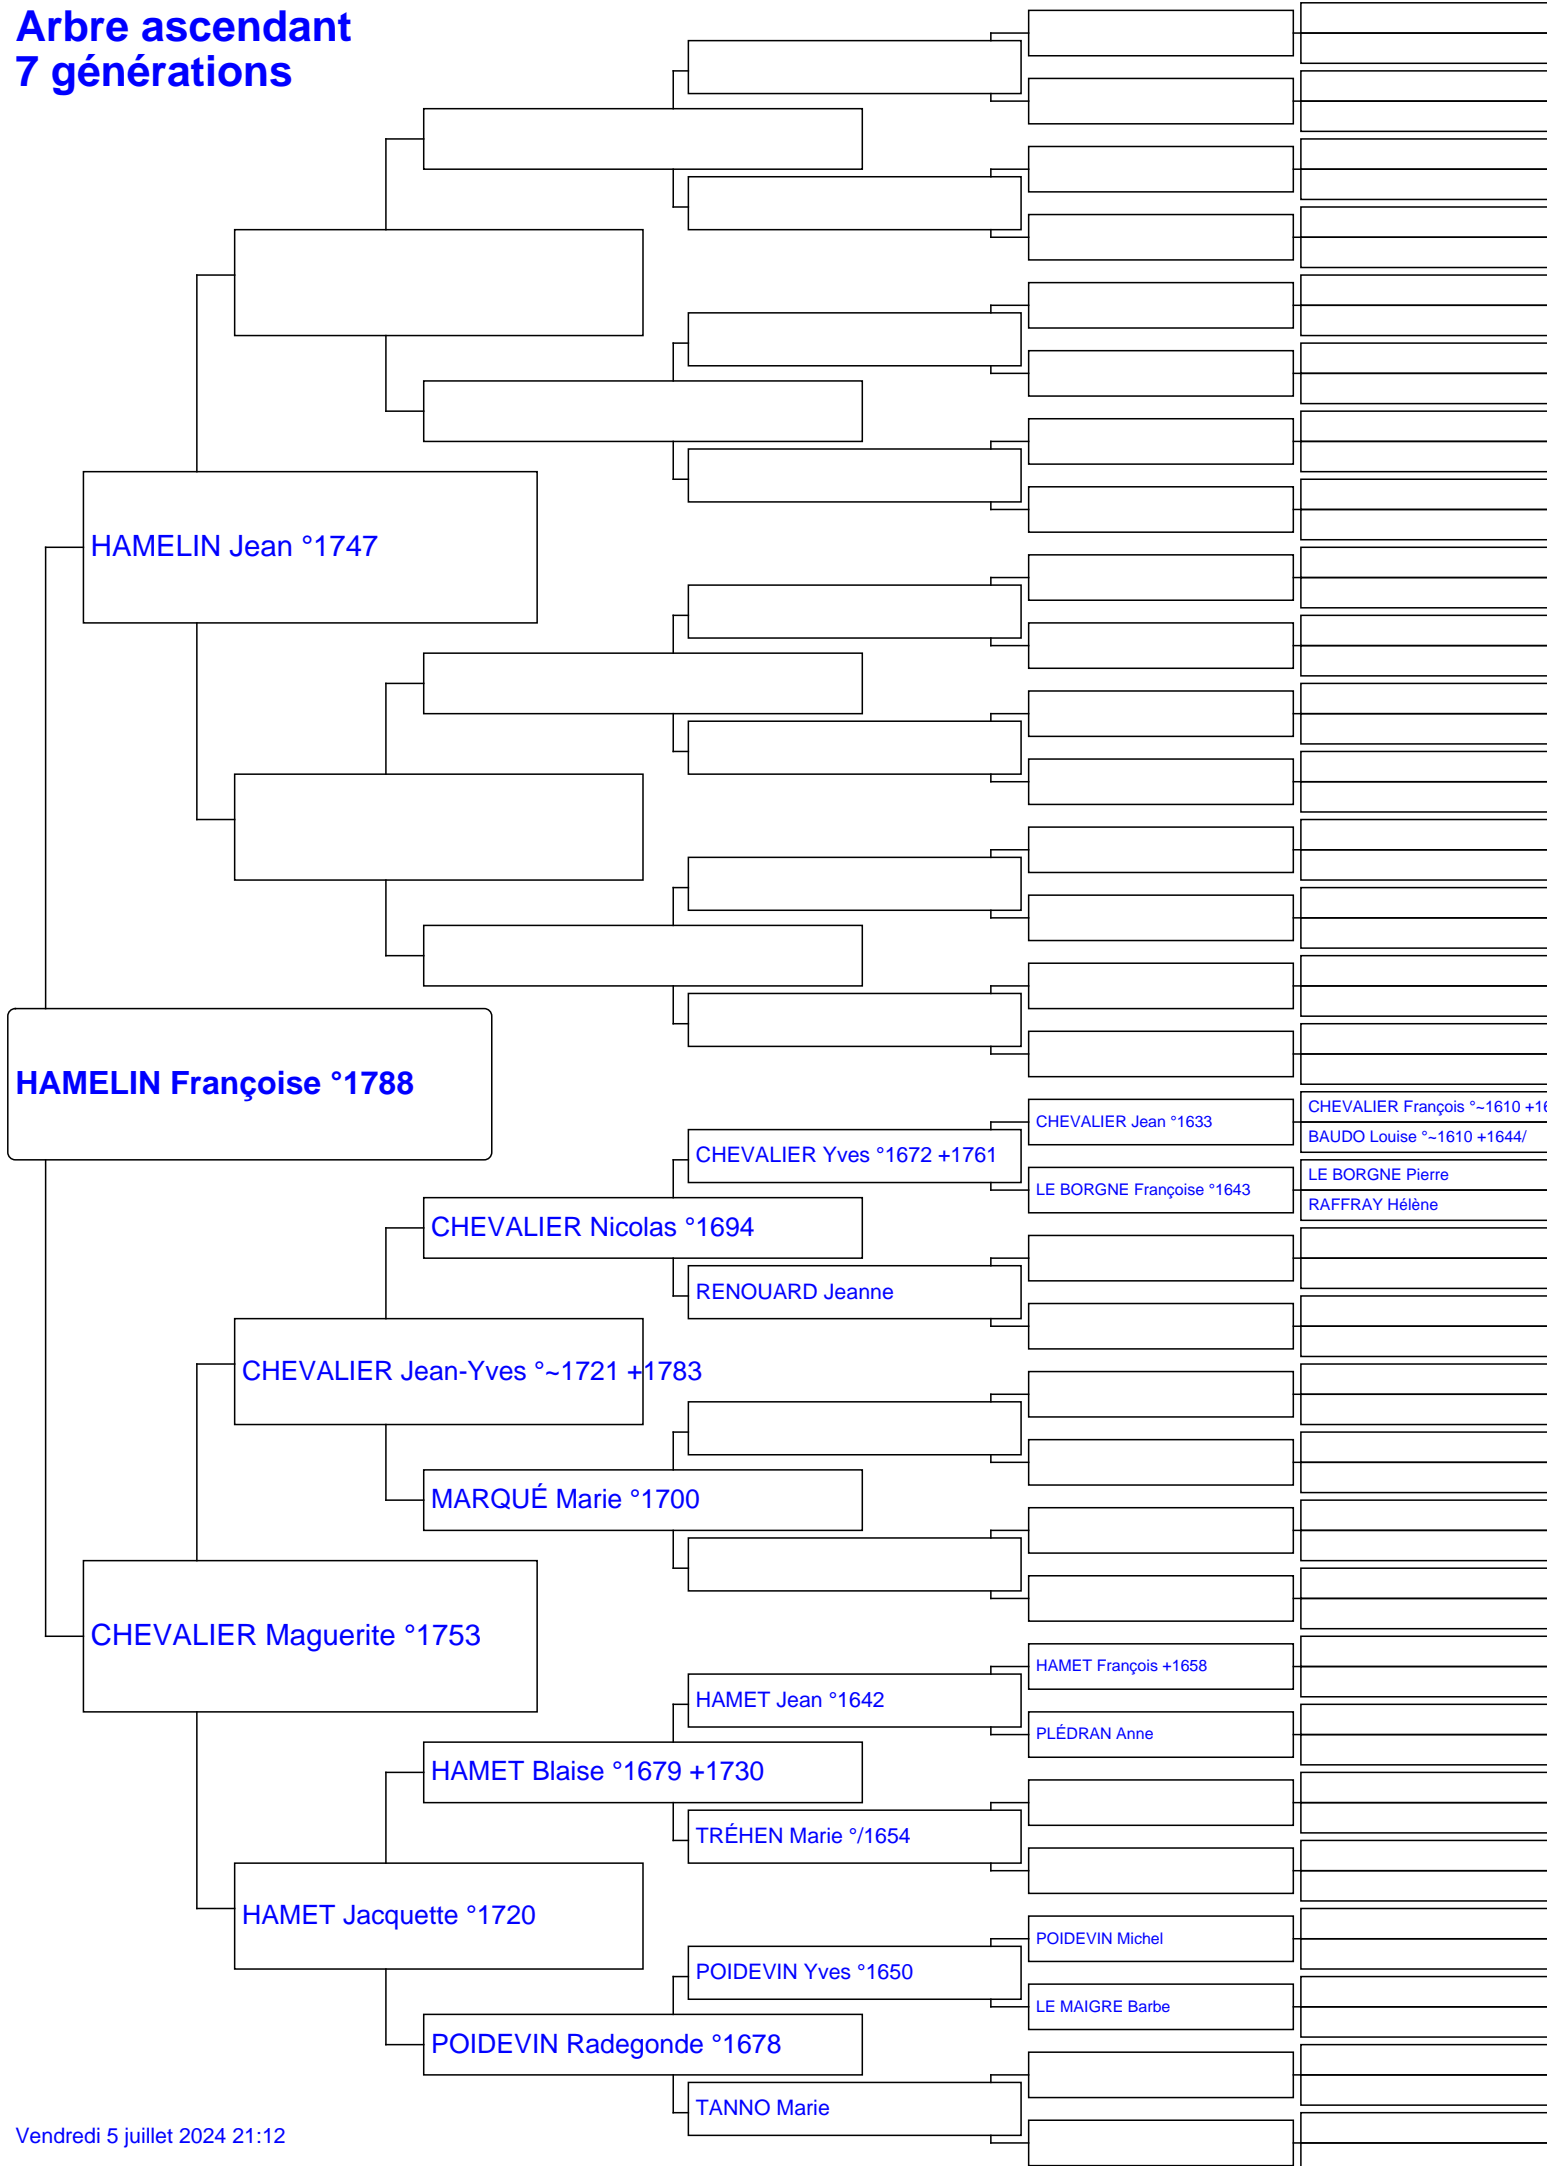 Arbre ascendant
7 générations
HAMELIN Jean °1747
HAMELIN Françoise °1788
CHEVALIER François °~1610 +16
CHEVALIER Jean °1633
BAUDO Louise °~1610 +1644/
CHEVALIER Yves °1672 +1761
LE BORGNE Pierre
LE BORGNE Françoise °1643
RAFFRAY Hélène
CHEVALIER Nicolas °1694
RENOUARD Jeanne
CHEVALIER Jean-Yves °~1721 +1783
MARQUÉ Marie °1700
CHEVALIER Maguerite °1753
HAMET François +1658
HAMET Jean °1642
PLÉDRAN Anne
HAMET Blaise °1679 +1730
TRÉHEN Marie °/1654
HAMET Jacquette °1720
POIDEVIN Michel
POIDEVIN Yves °1650
LE MAIGRE Barbe
POIDEVIN Radegonde °1678
TANNO Marie
Vendredi 5 juillet 2024 21:12